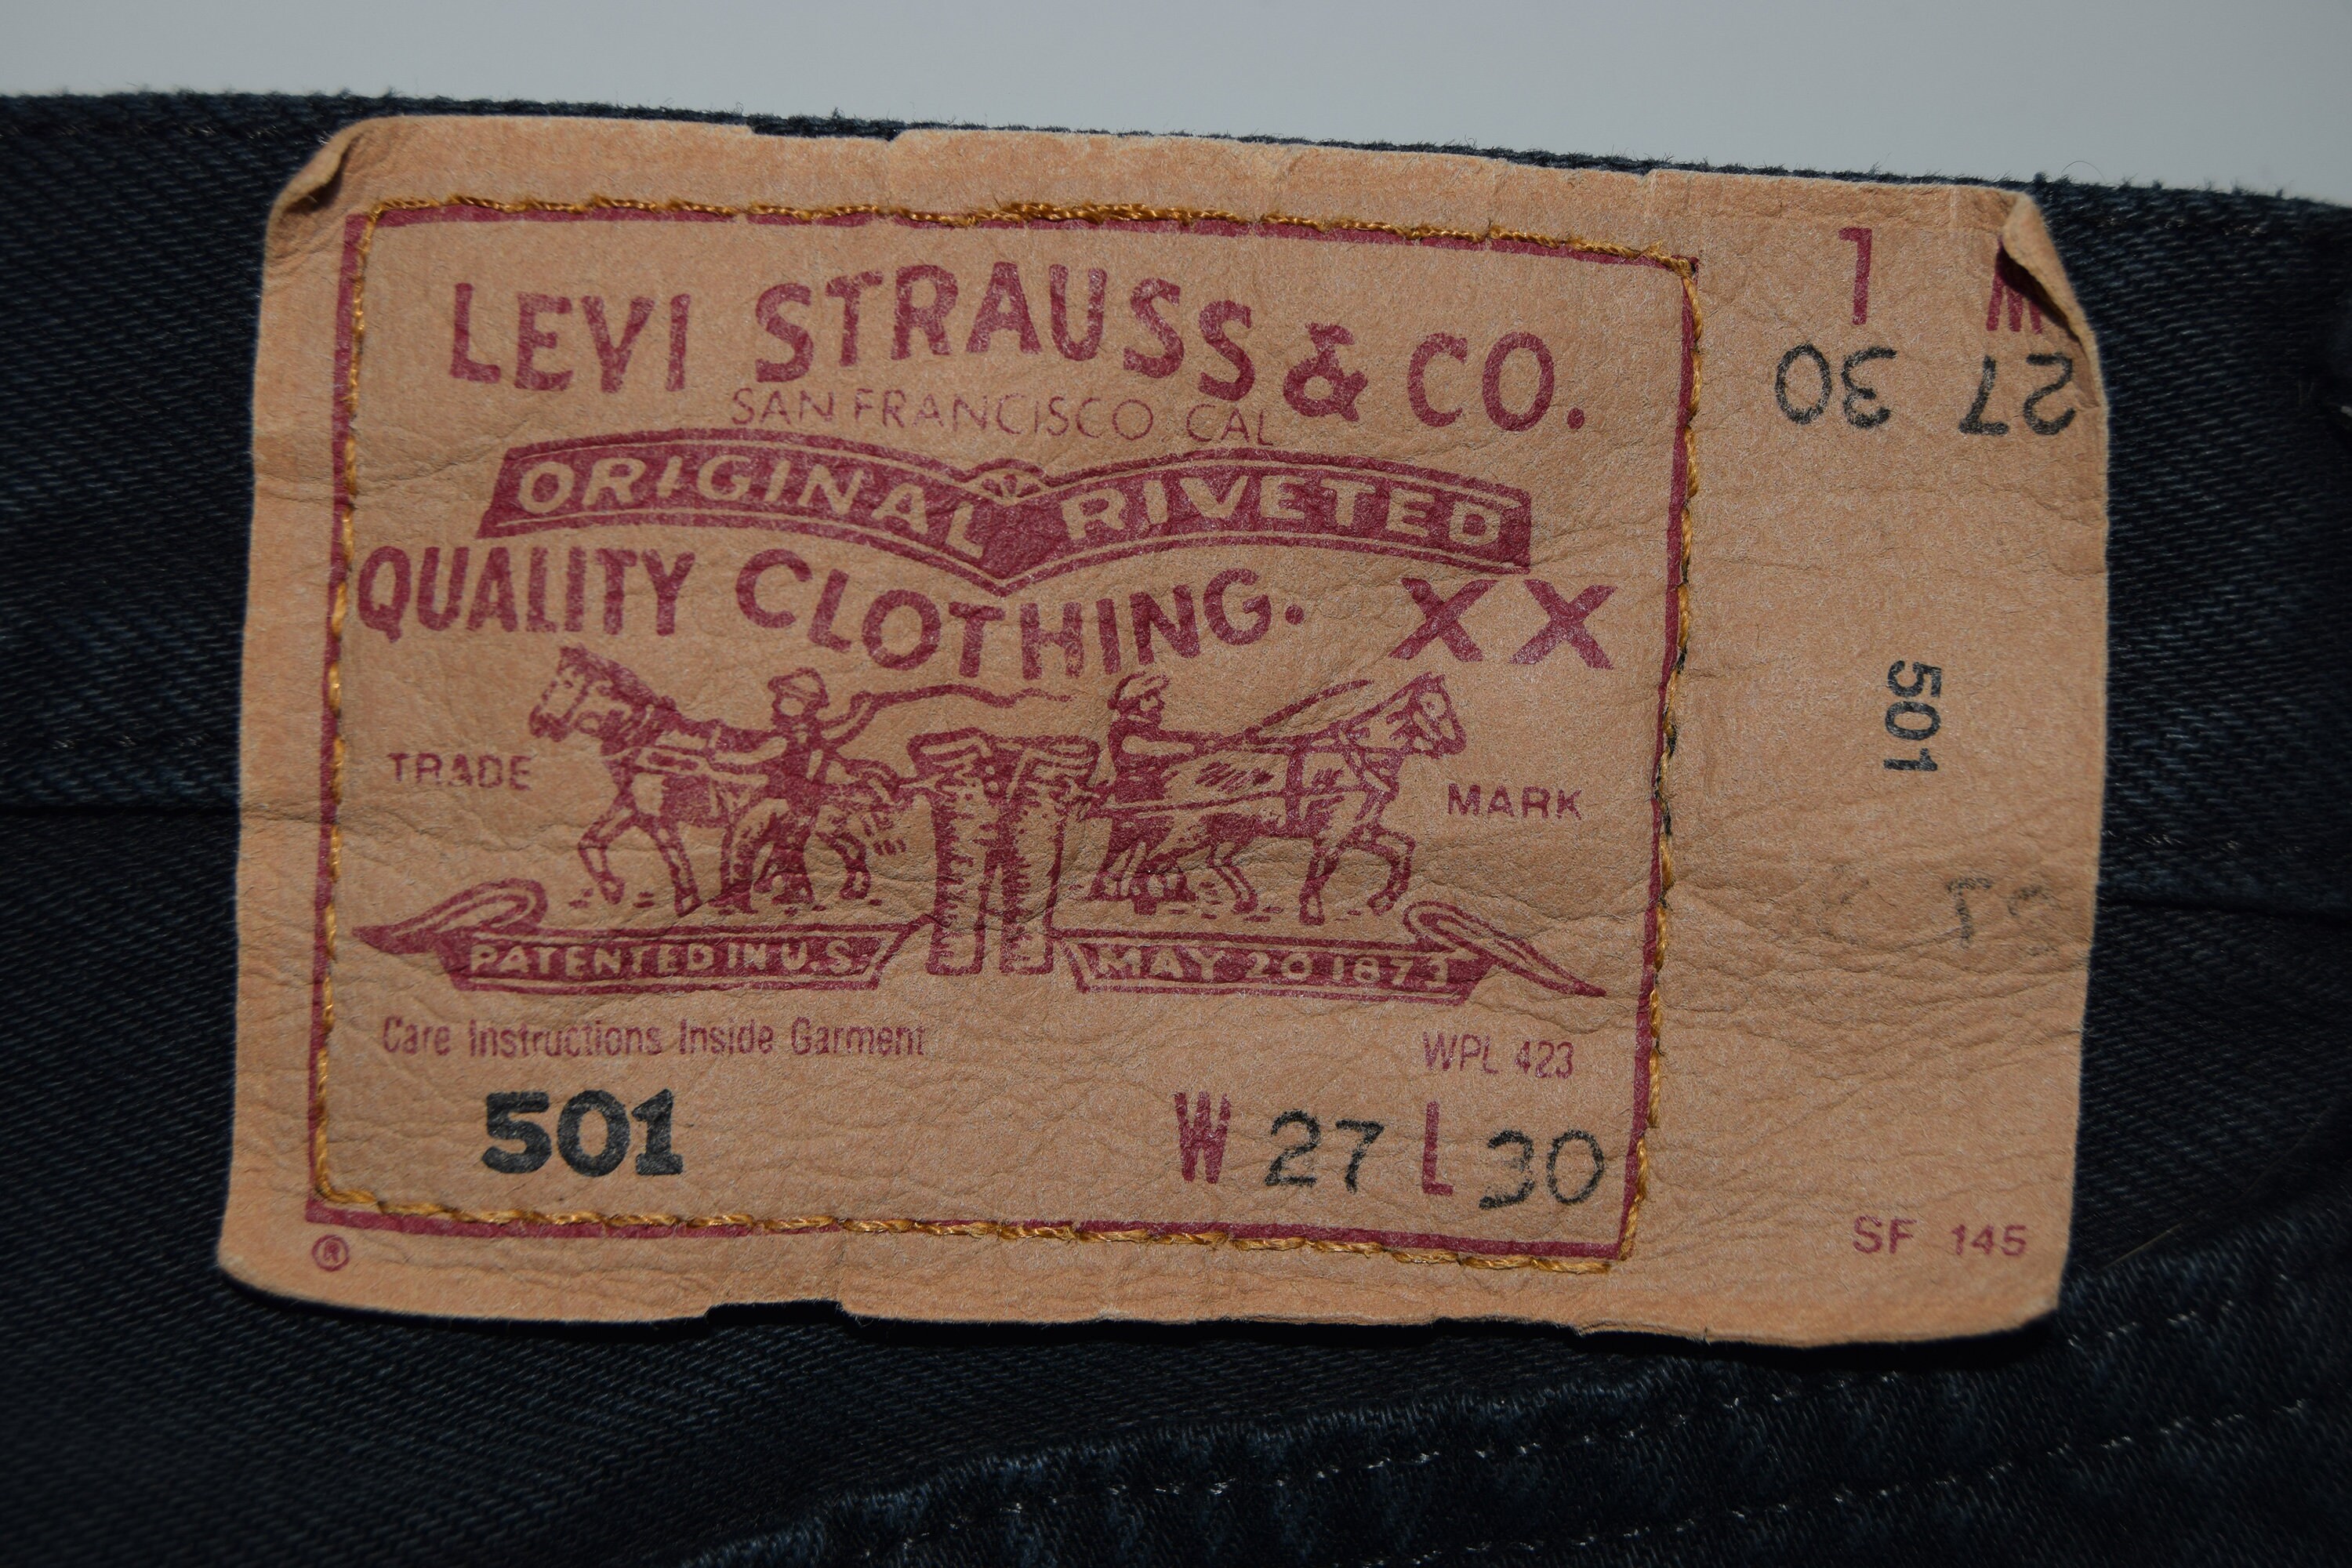 LEVI STRAUSS & CO.
SAN FRANCISCO CAL
ORIGINAL RIVETED
QUALITY CLOTHING. XX
TRADE MARK
PATENTED IN U.S. MAY 20 1873
Care Instructions Inside Garment WPL 423
501 W 27 L 30
®
W L
27 30
501
SF 145